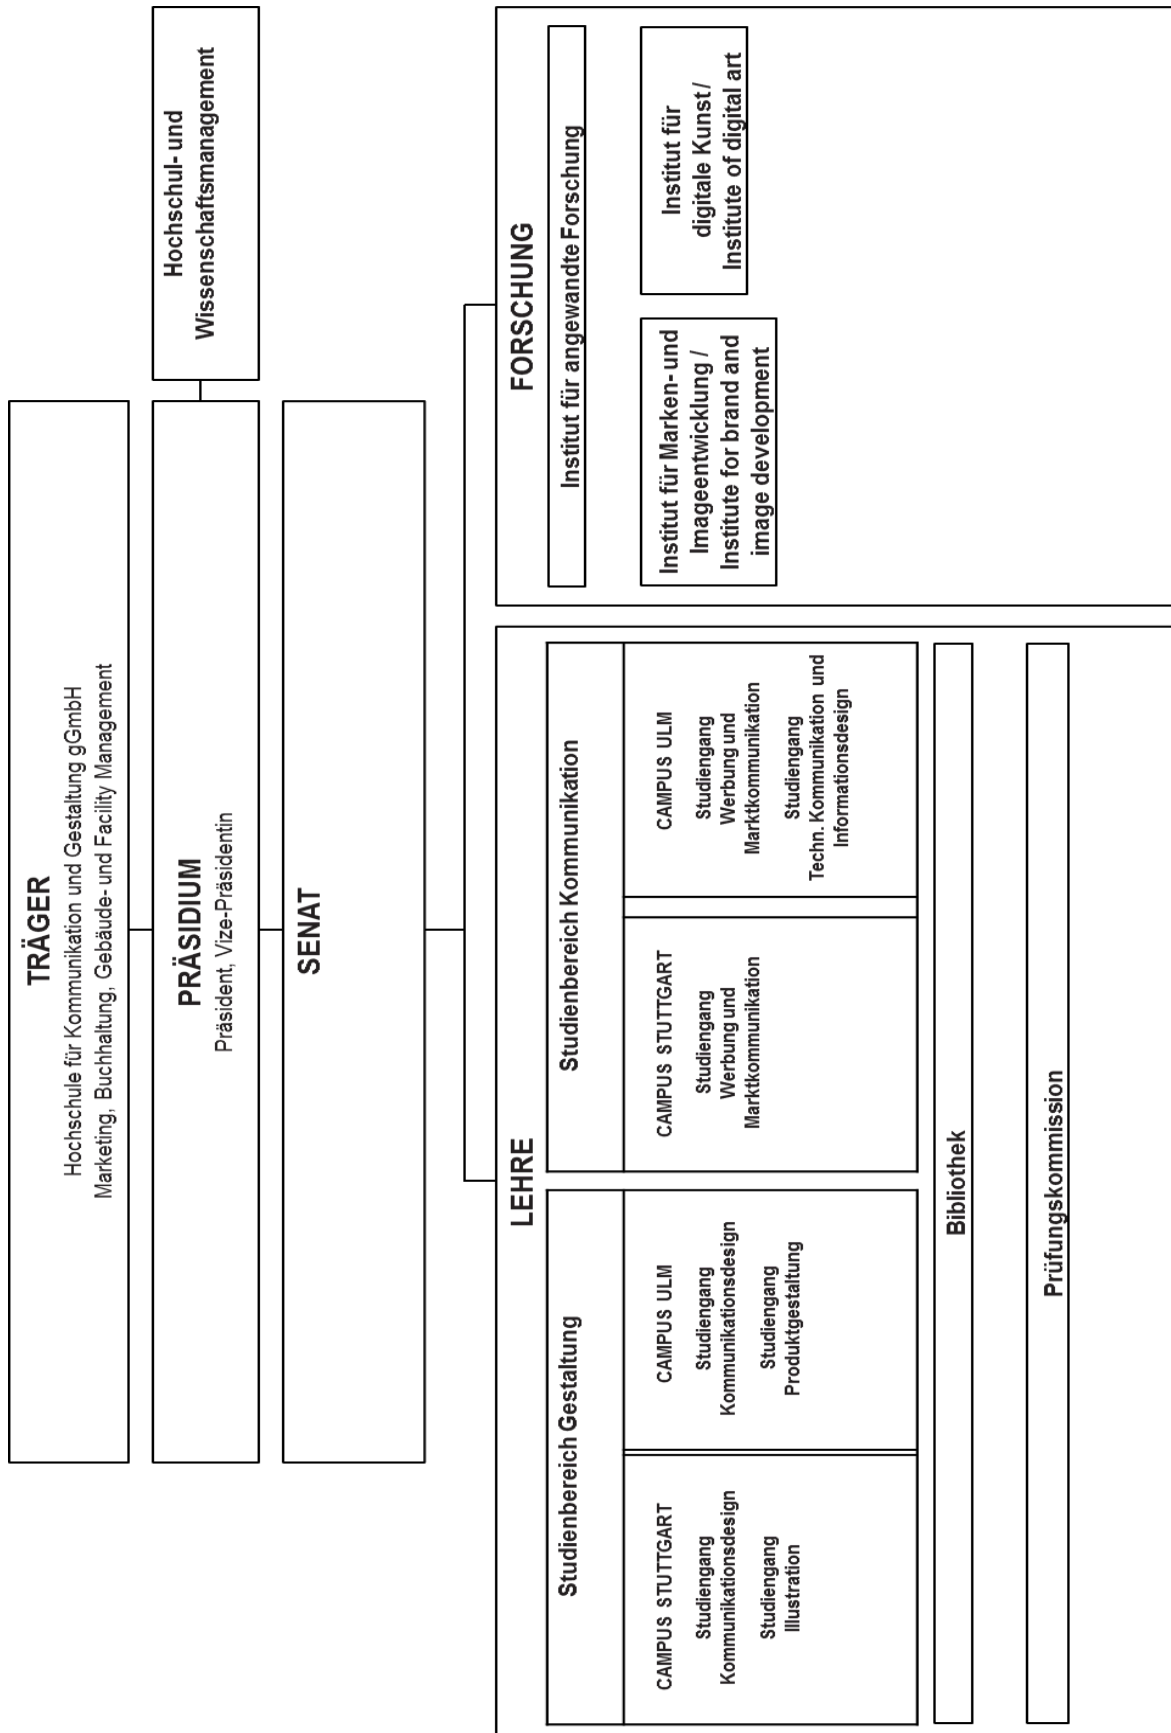 TRÄGER
Hochschule für Kommunikation und Gestaltung gGmbH
Marketing, Buchhaltung, Gebäude- und Facility Management
PRÄSIDIUM
Präsident, Vize-Präsidentin
Hochschul- und
Wissenschaftsmanagement
SENAT
LEHRE
Studienbereich Gestaltung
CAMPUS STUTTGART
Studiengang
Kommunikationsdesign
Studiengang
Illustration
CAMPUS ULM
Studiengang
Kommunikationsdesign
Studiengang
Produktgestaltung
Studienbereich Kommunikation
CAMPUS STUTTGART
Studiengang
Werbung und
Marktkommunikation
CAMPUS ULM
Studiengang
Werbung und
Marktkommunikation
Studiengang
Techn. Kommunikation und
Informationsdesign
Bibliothek
Prüfungskommission
FORSCHUNG
Institut für angewandte Forschung
Institut für Marken- und
Imageentwicklung /
Institute for brand and
image development
Institut für
digitale Kunst /
Institute of digital art